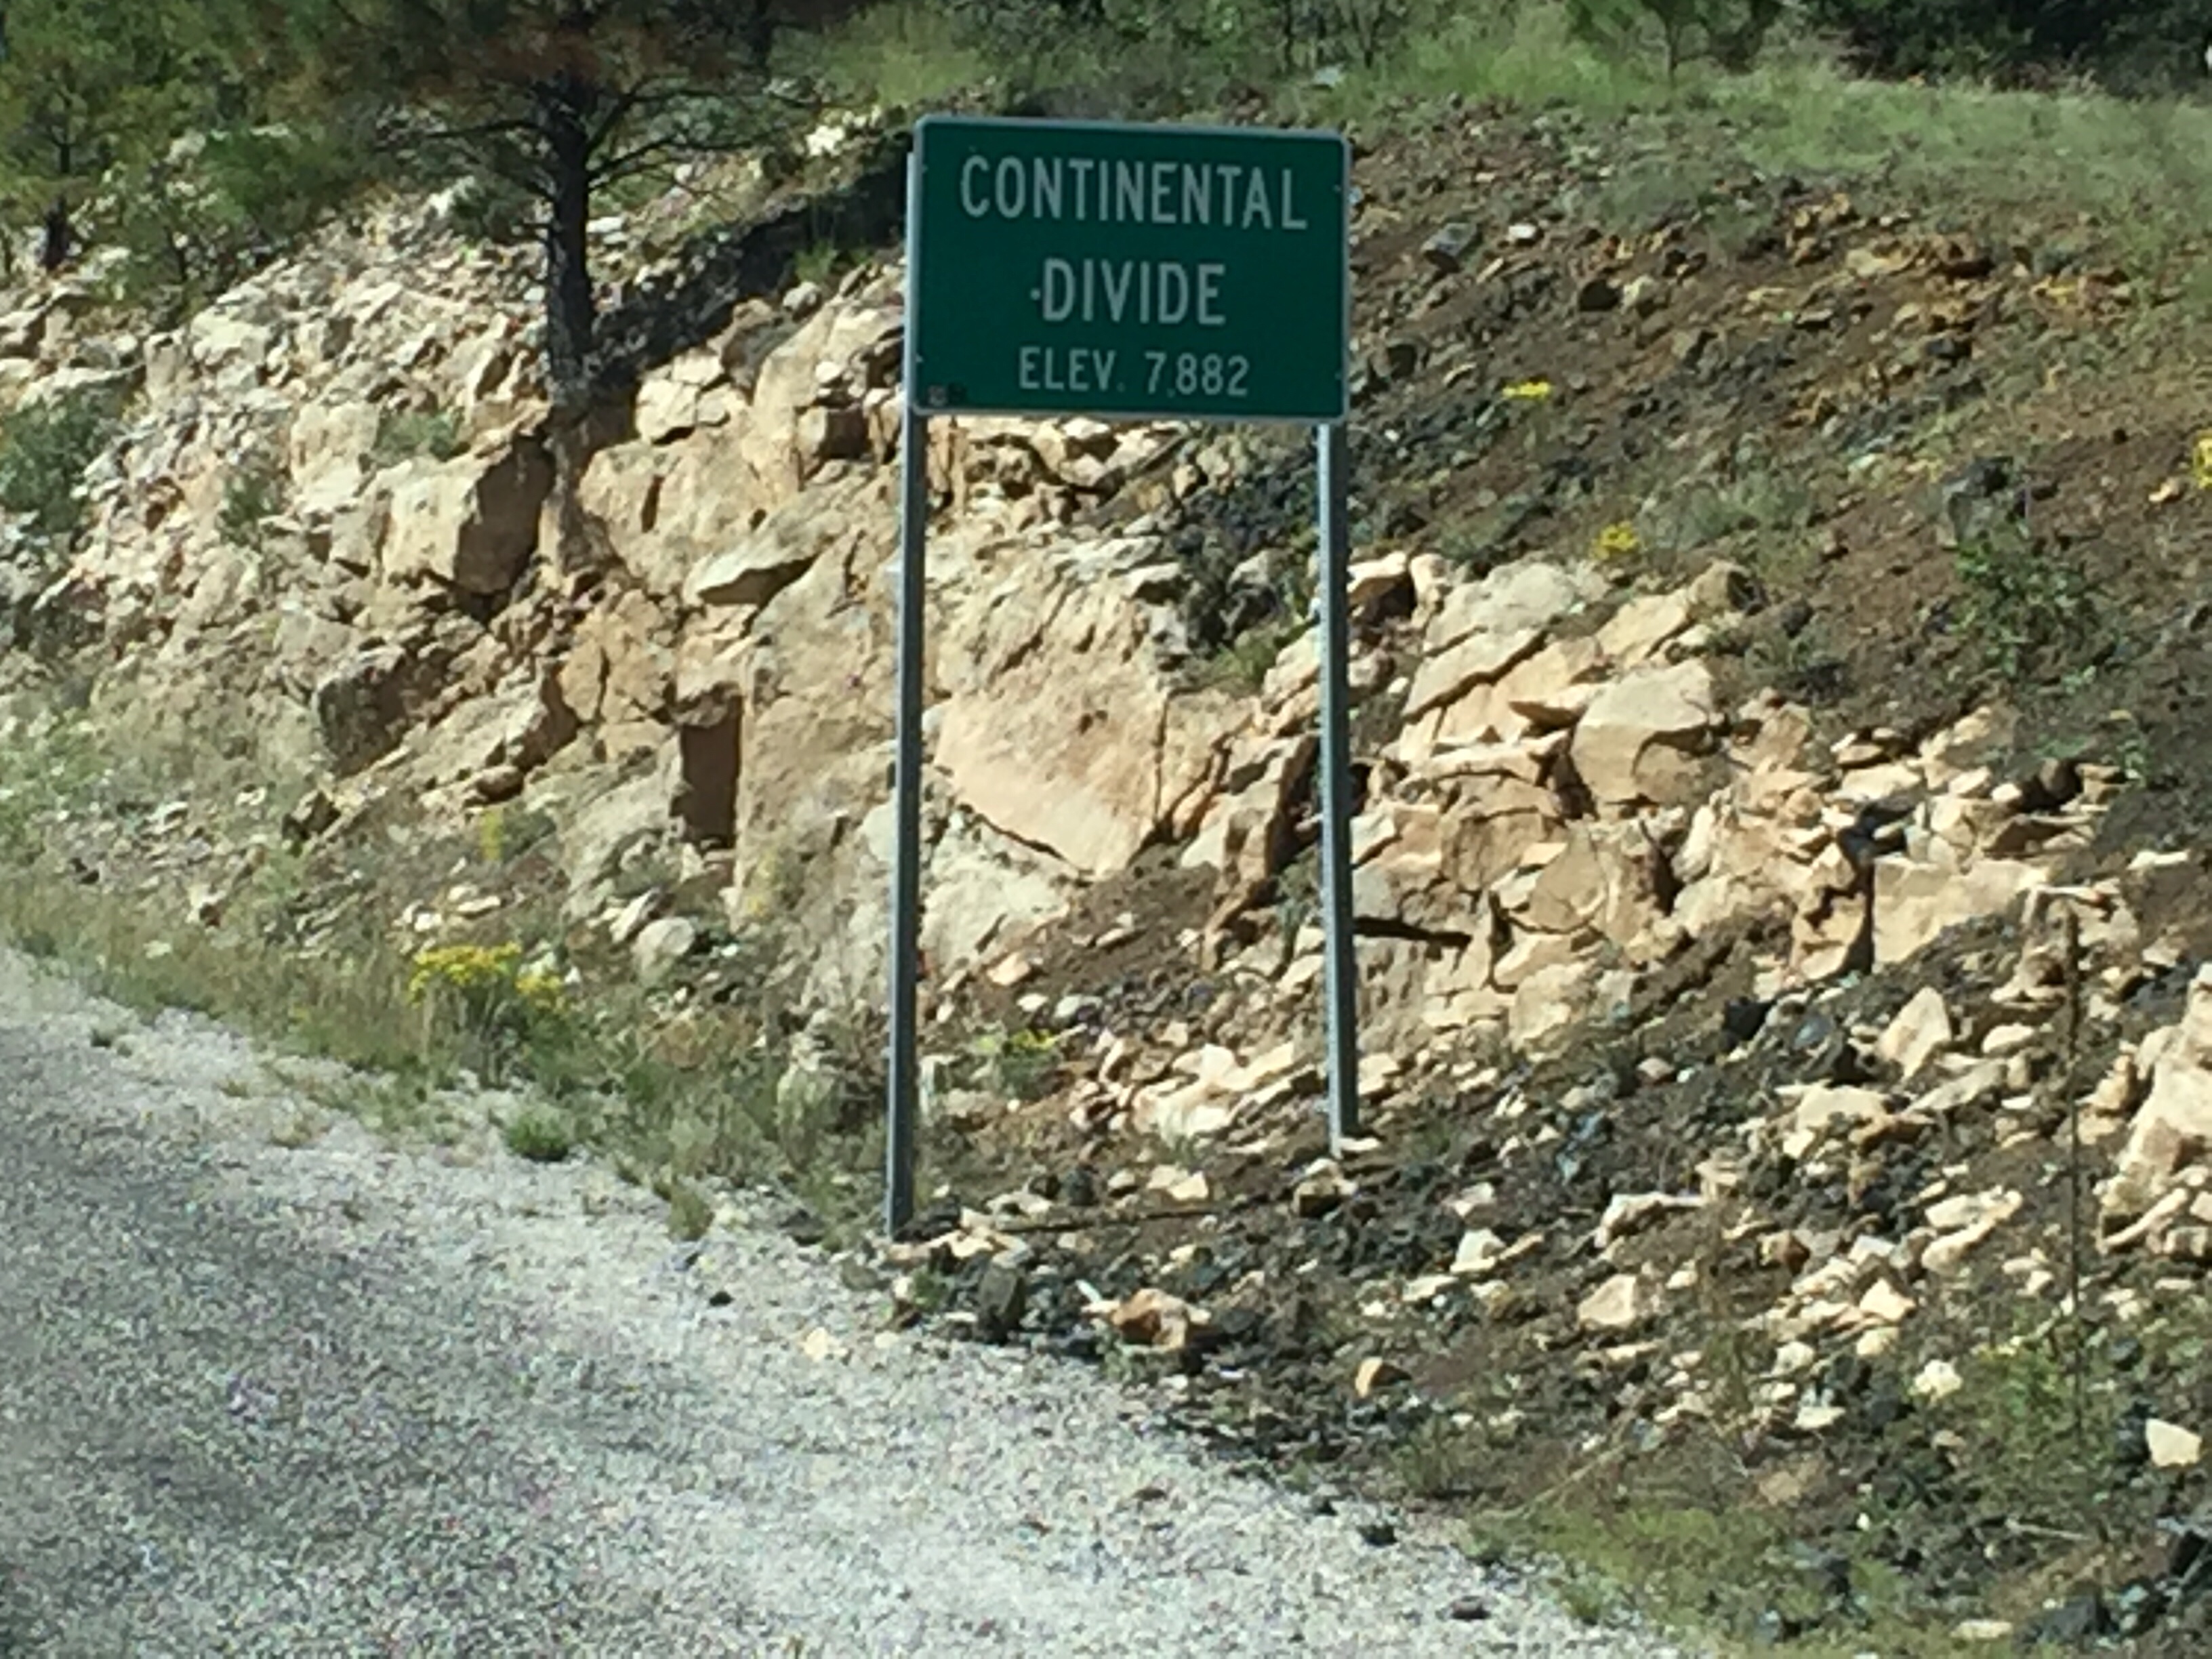 CONTINENTAL
DIVIDE
ELEV. 7,882